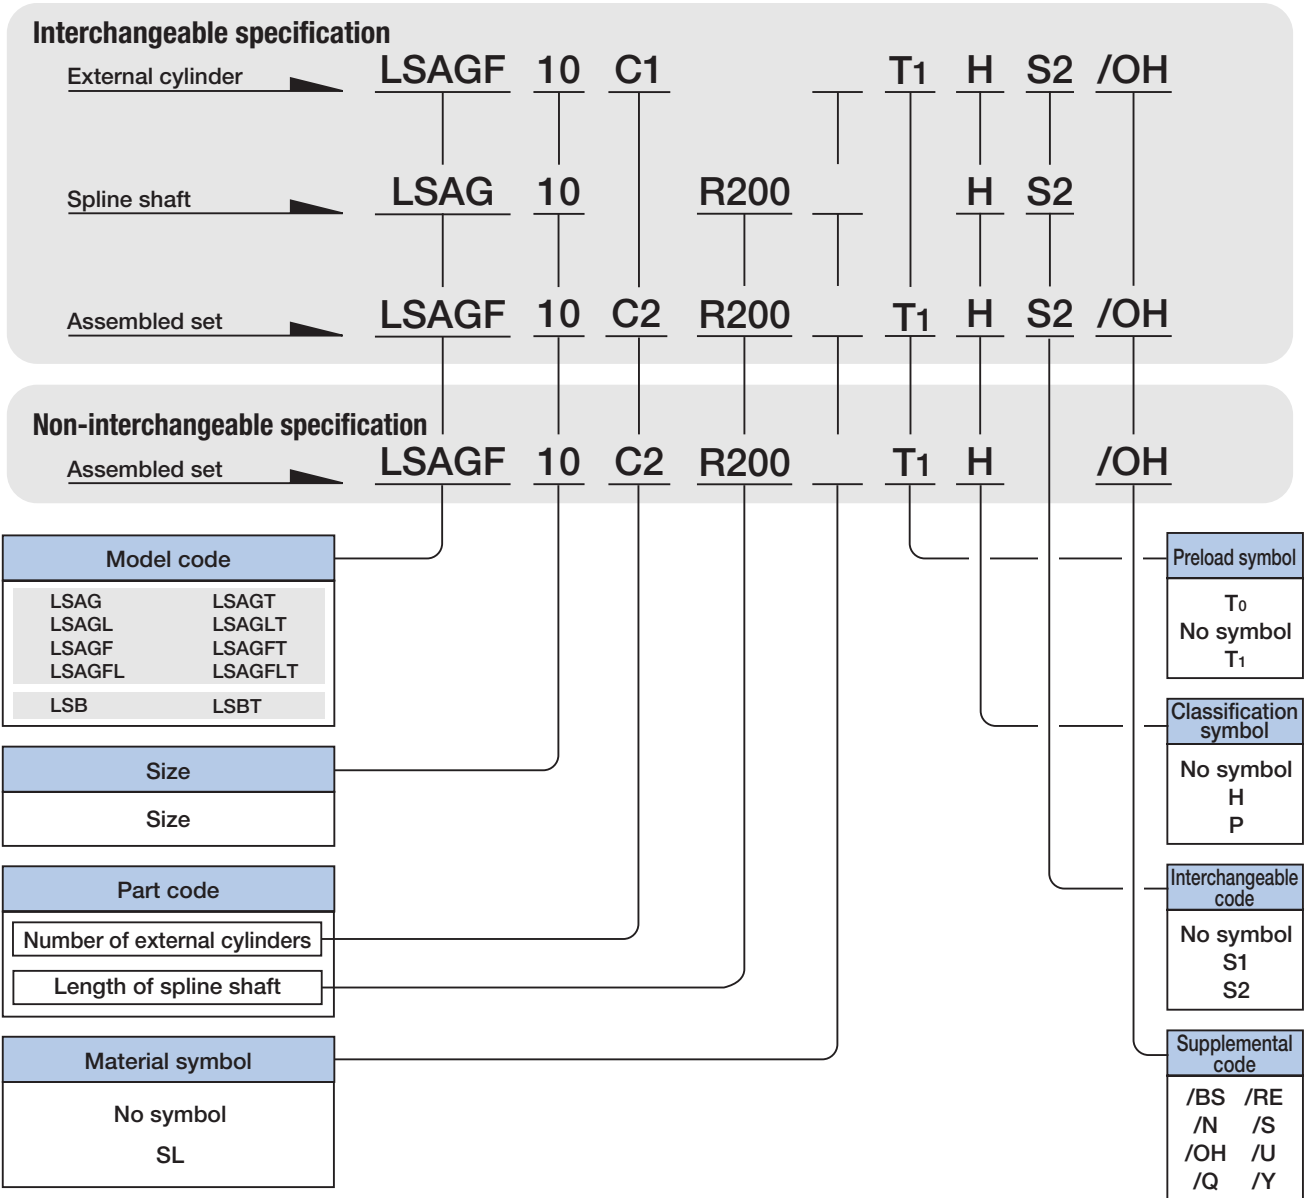 Interchangeable specification
External cylinder LSAGF 10 C1 T1 H S2 /OH
Spline shaft LSAG 10 R200 H S2
Assembled set LSAGF 10 C2 R200 T1 H S2 /OH
Non-interchangeable specification
Assembled set LSAGF 10 C2 R200 T1 H /OH
Model code
LSAG LSAGT
LSAGL LSAGLT
LSAGF LSAGFT
LSAGFL LSAGFLT
LSB LSBT
Size
Size
Part code
Number of external cylinders
Length of spline shaft
Material symbol
No symbol
SL
Preload symbol
T0
No symbol
T1
Classification
symbol
No symbol
H
P
Interchangeable
code
No symbol
S1
S2
Supplemental
code
/BS /RE
/N /S
/OH /U
/Q /Y